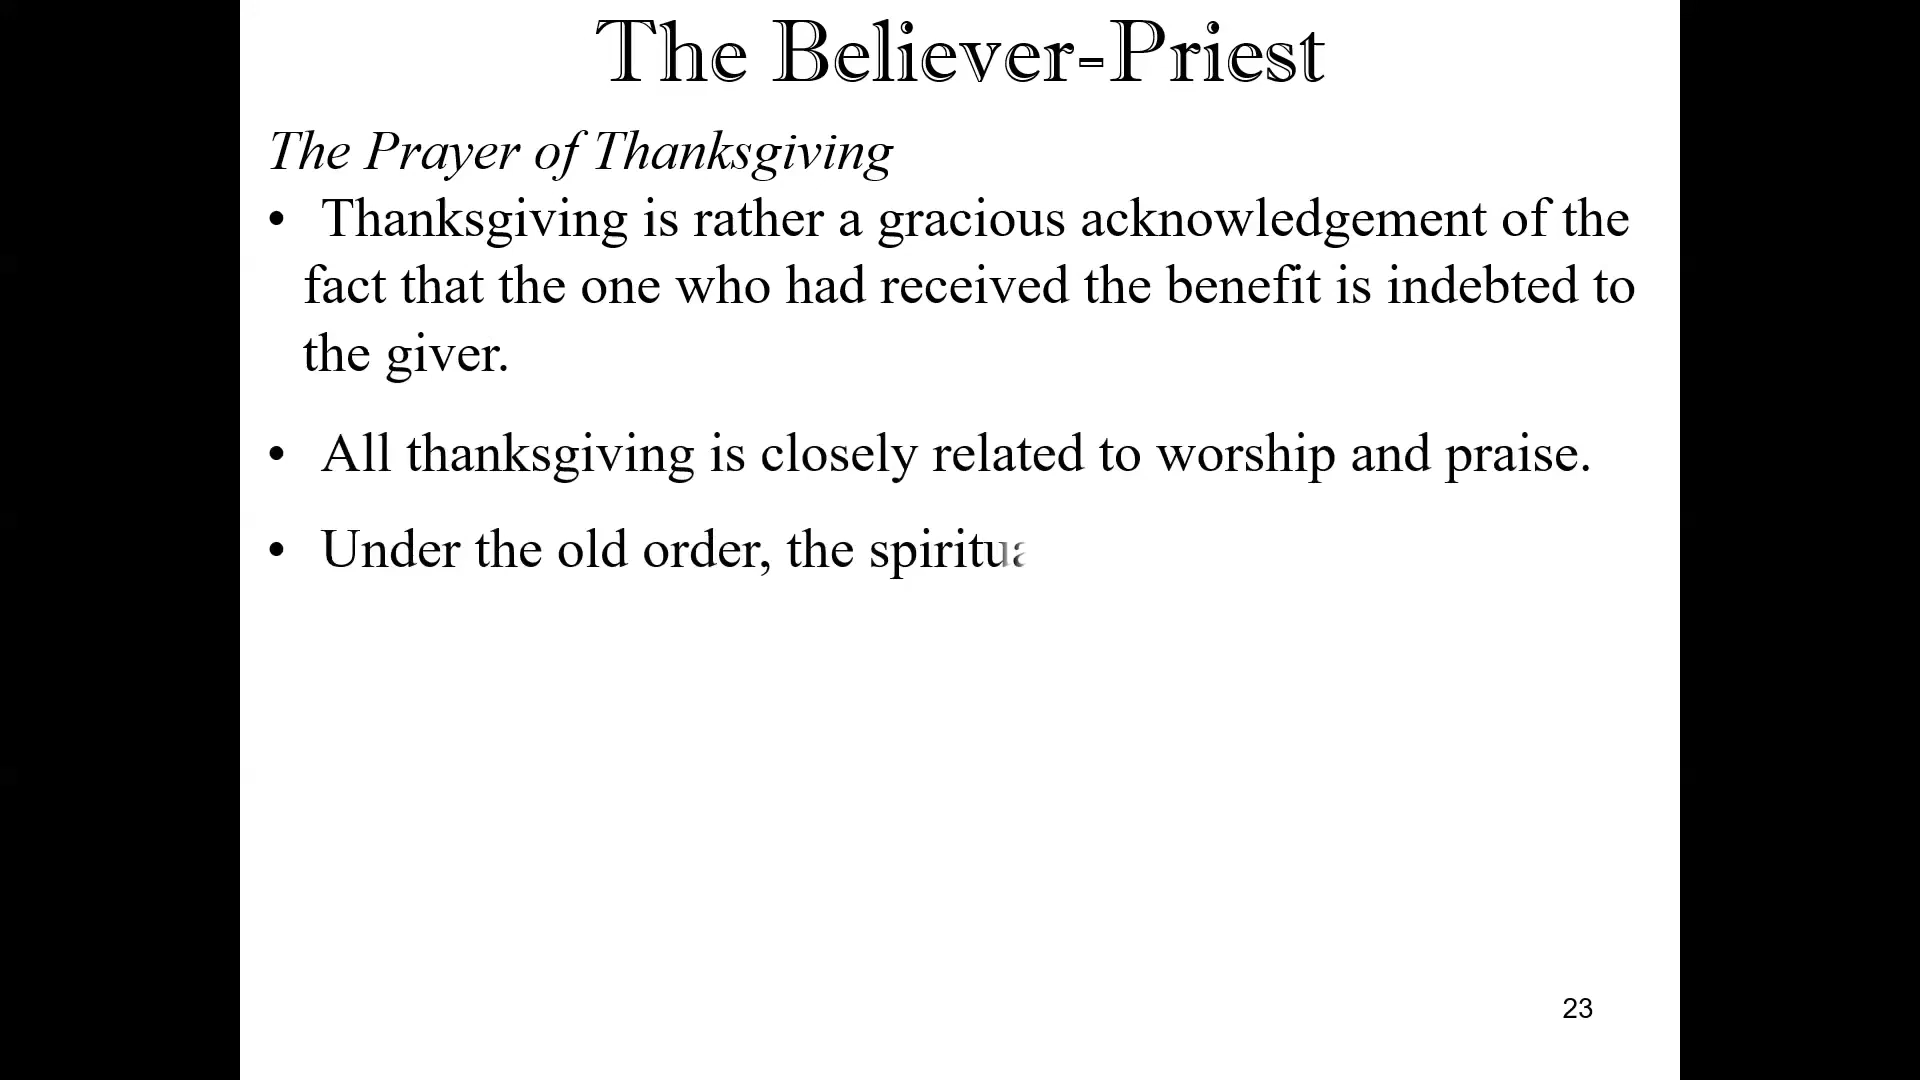 The Believer-Priest
The Prayer of Thanksgiving
• Thanksgiving is rather a gracious acknowledgement of the
fact that the one who had received the benefit is indebted to
the giver.
• All thanksgiving is closely related to worship and praise.
• Under the old order, the
23